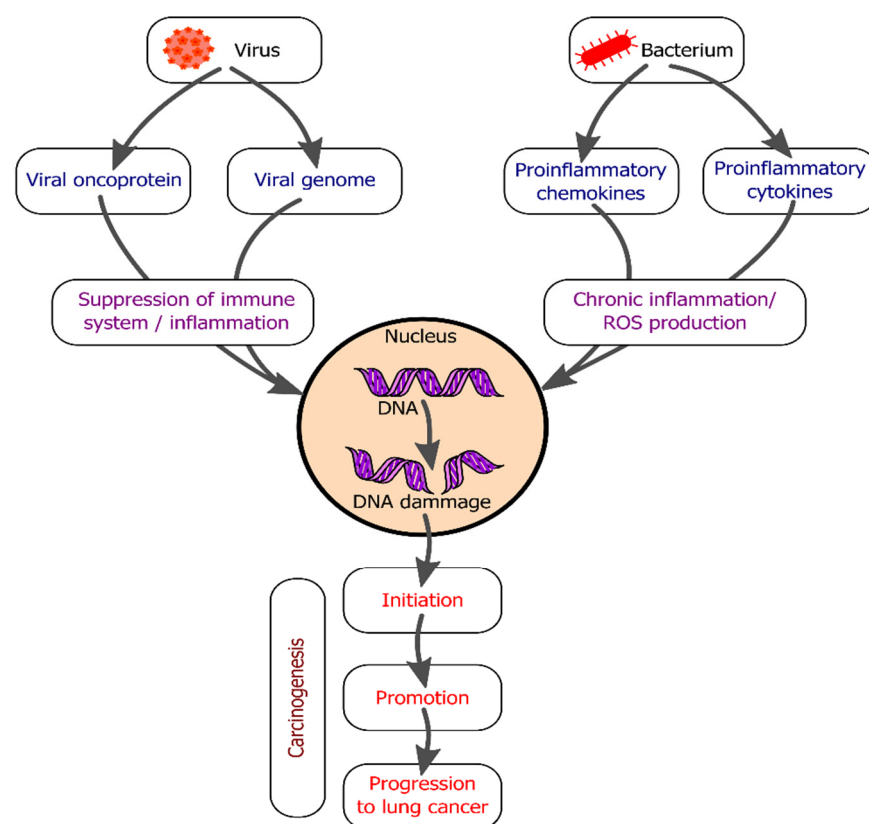 Virus
Bacterium
Viral oncoprotein
Viral genome
Proinflammatory
chemokines
Proinflammatory
cytokines
Suppression of immune
system / inflammation
Chronic inflammation/
ROS production
Nucleus
DNA
DNA dammage
Carcinogenesis
Initiation
Promotion
Progression
to lung cancer